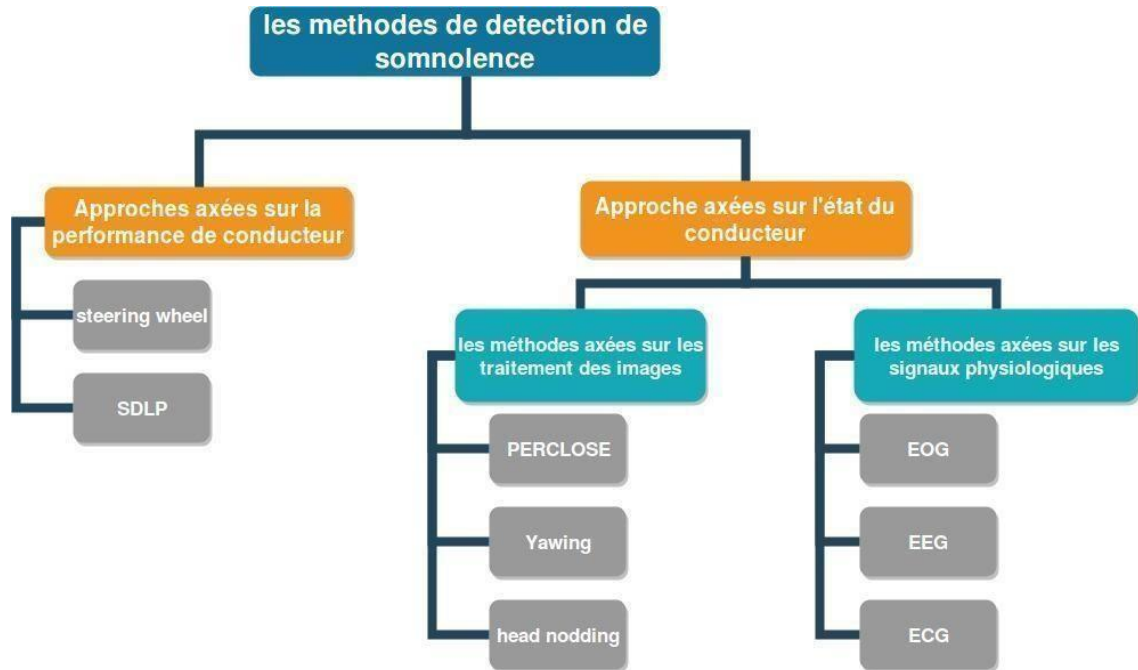 les methodes de detection de
somnolence
Approches axées sur la
performance de conducteur
steering wheel
SDLP
Approche axées sur l'état du
conducteur
les méthodes axées sur les
traitement des images
PERCLOSE
Yawing
head nodding
les méthodes axées sur les
signaux physiologiques
EOG
EEG
ECG